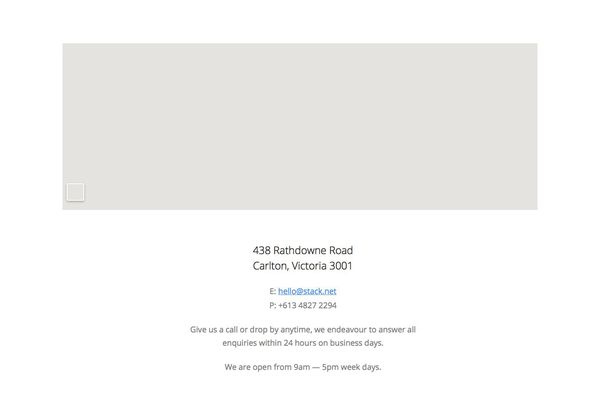 438 Rathdowne Road
Carlton, Victoria 3001
E: hello@stack.net
P: +613 4827 2294
Give us a call or drop by anytime, we endeavour to answer all
enquiries within 24 hours on business days.
We are open from 9am — 5pm week days.